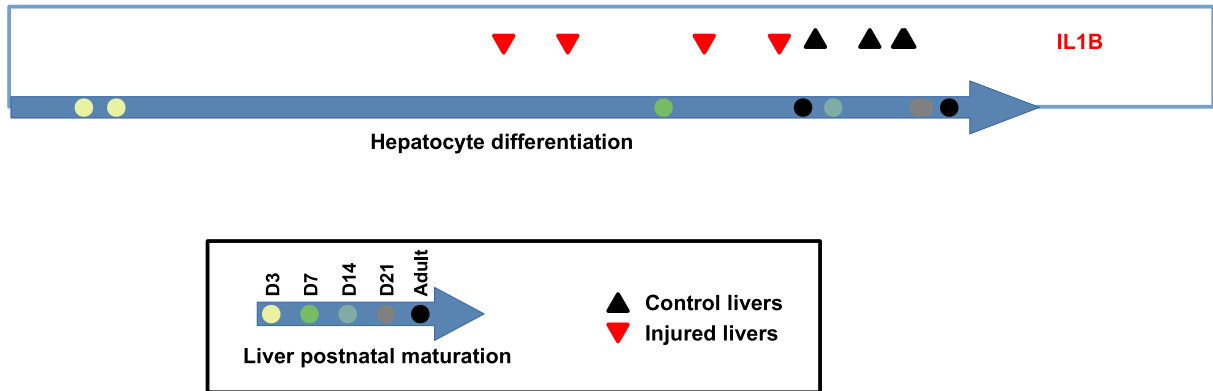 IL1B
Hepatocyte differentiation
D3
D7
D14
D21
Adult
Control livers
Injured livers
Liver postnatal maturation